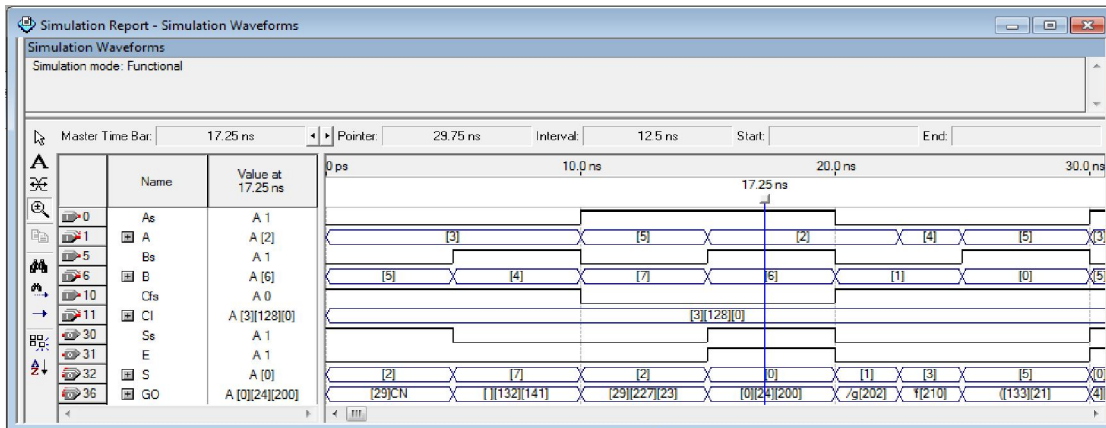 Simulation Report - Simulation Waveforms
Simulation Waveforms
Simulation mode: Functional
Master Time Bar: 17.25 ns Pointer: 29.75 ns Interval: 12.5 ns Start: End:
Name Value at 17.25 ns 0 ps 10.0 ns 20.0 ns 30.0 ns
17.25 ns
0 As A 1
1 A A [2] [3] [5] [2] [4] [5] [3]
5 Bs A 1
6 B A [6] [5] [4] [7] [6] [1] [0] [5]
10 Cfs A 0
11 CI A [3][128][0] [3][128][0]
30 Ss A 1
31 E A 1
32 S A [0] [2] [7] [2] [0] [1] [3] [5] [0]
36 GO A [0][24][200] [29]CN [ ][132][141] [29][227][23] [0][24][200] /g[202] [210] ([133][21] [4]